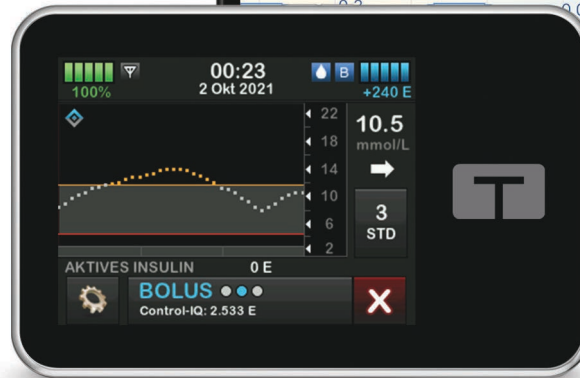 00:23
2 Okt 2021
100%
B
+240 E
22
18
14
10
6
2
10.5
mmol/L
3
STD
AKTIVES INSULIN 0 E
BOLUS
Control-IQ: 2.533 E
X
T